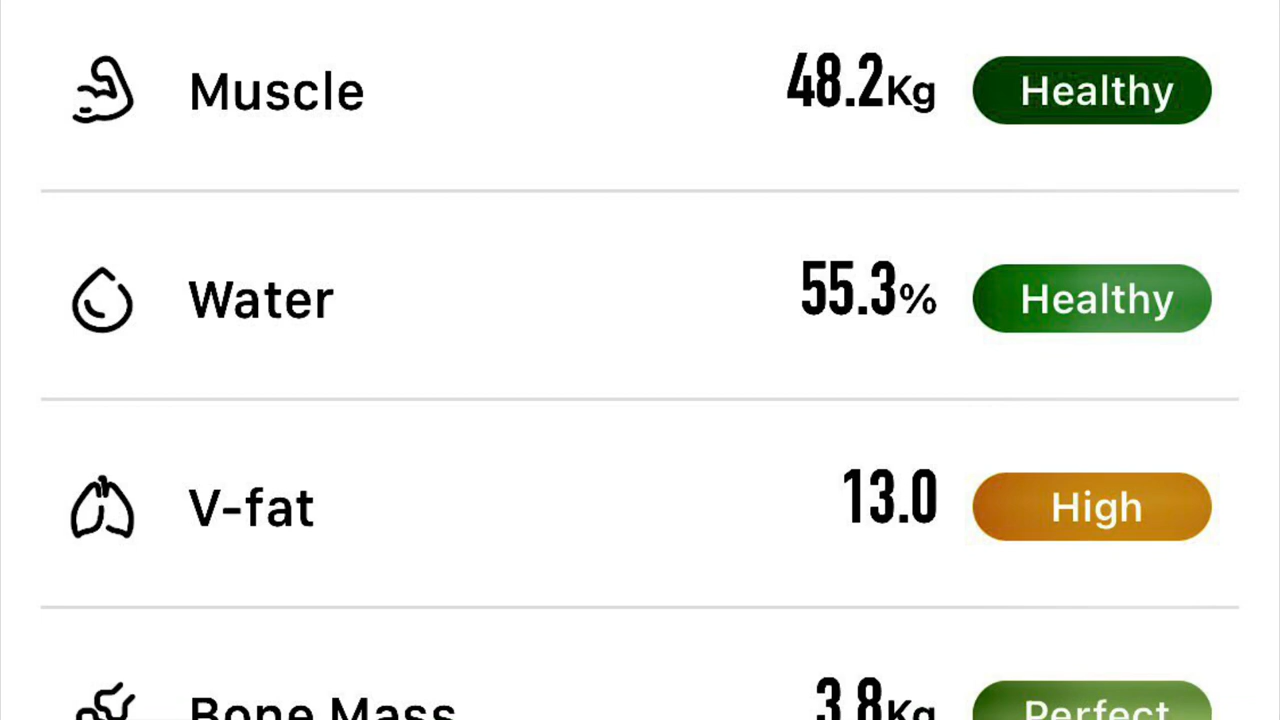 Muscle 48.2Kg Healthy
Water 55.3% Healthy
V-fat 13.0 High
Bone Mass 3.8Kg Perfect